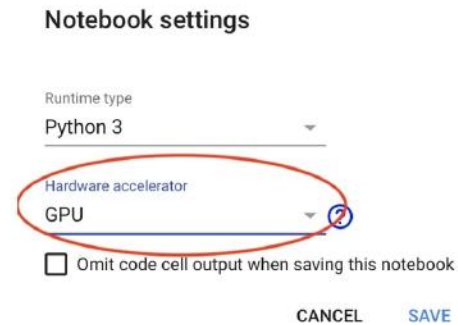 Notebook settings
Runtime type
Python 3
Hardware accelerator
GPU
?
Omit code cell output when saving this notebook
CANCEL SAVE